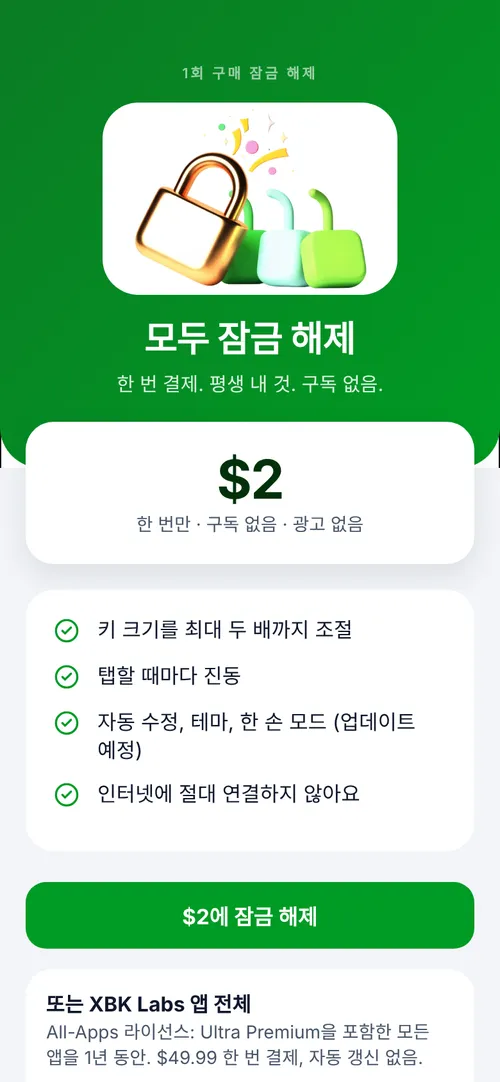 1회 구매 잠금 해제
모두 잠금 해제
한 번 결제. 평생 내 것. 구독 없음.
$2
한 번만 · 구독 없음 · 광고 없음
키 크기를 최대 두 배까지 조절
탭할 때마다 진동
자동 수정, 테마, 한 손 모드 (업데이트
예정)
인터넷에 절대 연결하지 않아요
$2에 잠금 해제
또는 XBK Labs 앱 전체
All-Apps 라이선스: Ultra Premium을 포함한 모든
앱을 1년 동안. $49.99 한 번 결제, 자동 갱신 없음.